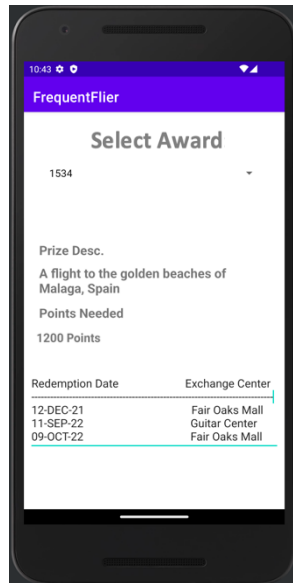 10:43
FrequentFlier
Select Award
1534
Prize Desc.
A flight to the golden beaches of
Malaga, Spain
Points Needed
1200 Points
Redemption Date Exchange Center
--------------------------------------------------------------------------------
12-DEC-21 Fair Oaks Mall
11-SEP-22 Guitar Center
09-OCT-22 Fair Oaks Mall